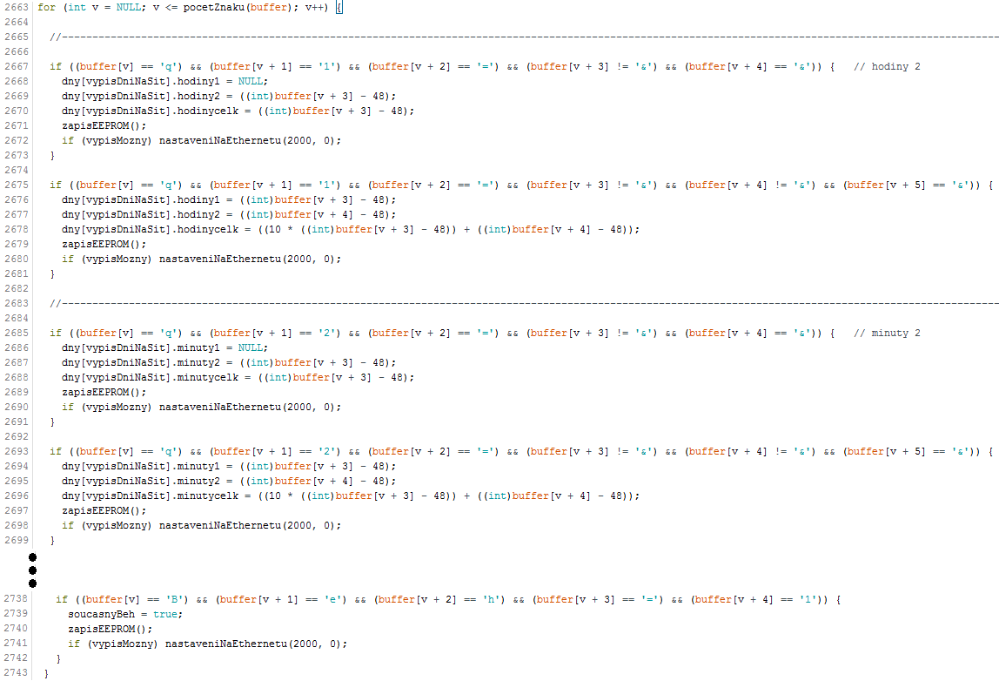 2663 for (int v = NULL; v <= pocetZnaku(buffer); v++) {
2664
2665 //------------------------------------------------------------------------------------------------------------------------------------------------------------
2666
2667 if ((buffer[v] == 'q') && (buffer[v + 1] == '1') && (buffer[v + 2] == '=') && (buffer[v + 3] != '&') && (buffer[v + 4] == '&')) { // hodiny 2
2668 dny[vypisDniNaSit].hodiny1 = NULL;
2669 dny[vypisDniNaSit].hodiny2 = ((int)buffer[v + 3] - 48);
2670 dny[vypisDniNaSit].hodinycelk = ((int)buffer[v + 3] - 48);
2671 zapisEEPROM();
2672 if (vypisMozny) nastaveniNaEthernetu(2000, 0);
2673 }
2674
2675 if ((buffer[v] == 'q') && (buffer[v + 1] == '1') && (buffer[v + 2] == '=') && (buffer[v + 3] != '&') && (buffer[v + 4] != '&') && (buffer[v + 5] == '&')) {
2676 dny[vypisDniNaSit].hodiny1 = ((int)buffer[v + 3] - 48);
2677 dny[vypisDniNaSit].hodiny2 = ((int)buffer[v + 4] - 48);
2678 dny[vypisDniNaSit].hodinycelk = ((10 * ((int)buffer[v + 3] - 48)) + ((int)buffer[v + 4] - 48));
2679 zapisEEPROM();
2680 if (vypisMozny) nastaveniNaEthernetu(2000, 0);
2681 }
2682
2683 //------------------------------------------------------------------------------------------------------------------------------------------------------------
2684
2685 if ((buffer[v] == 'q') && (buffer[v + 1] == '2') && (buffer[v + 2] == '=') && (buffer[v + 3] != '&') && (buffer[v + 4] == '&')) { // minuty 2
2686 dny[vypisDniNaSit].minuty1 = NULL;
2687 dny[vypisDniNaSit].minuty2 = ((int)buffer[v + 3] - 48);
2688 dny[vypisDniNaSit].minutycelk = ((int)buffer[v + 3] - 48);
2689 zapisEEPROM();
2690 if (vypisMozny) nastaveniNaEthernetu(2000, 0);
2691 }
2692
2693 if ((buffer[v] == 'q') && (buffer[v + 1] == '2') && (buffer[v + 2] == '=') && (buffer[v + 3] != '&') && (buffer[v + 4] != '&') && (buffer[v + 5] == '&')) {
2694 dny[vypisDniNaSit].minuty1 = ((int)buffer[v + 3] - 48);
2695 dny[vypisDniNaSit].minuty2 = ((int)buffer[v + 4] - 48);
2696 dny[vypisDniNaSit].minutycelk = ((10 * ((int)buffer[v + 3] - 48)) + ((int)buffer[v + 4] - 48));
2697 zapisEEPROM();
2698 if (vypisMozny) nastaveniNaEthernetu(2000, 0);
2699 }
2738 if ((buffer[v] == 'B') && (buffer[v + 1] == 'e') && (buffer[v + 2] == 'h') && (buffer[v + 3] == '=') && (buffer[v + 4] == '1')) {
2739 soucasnyBeh = true;
2740 zapisEEPROM();
2741 if (vypisMozny) nastaveniNaEthernetu(2000, 0);
2742 }
2743 }